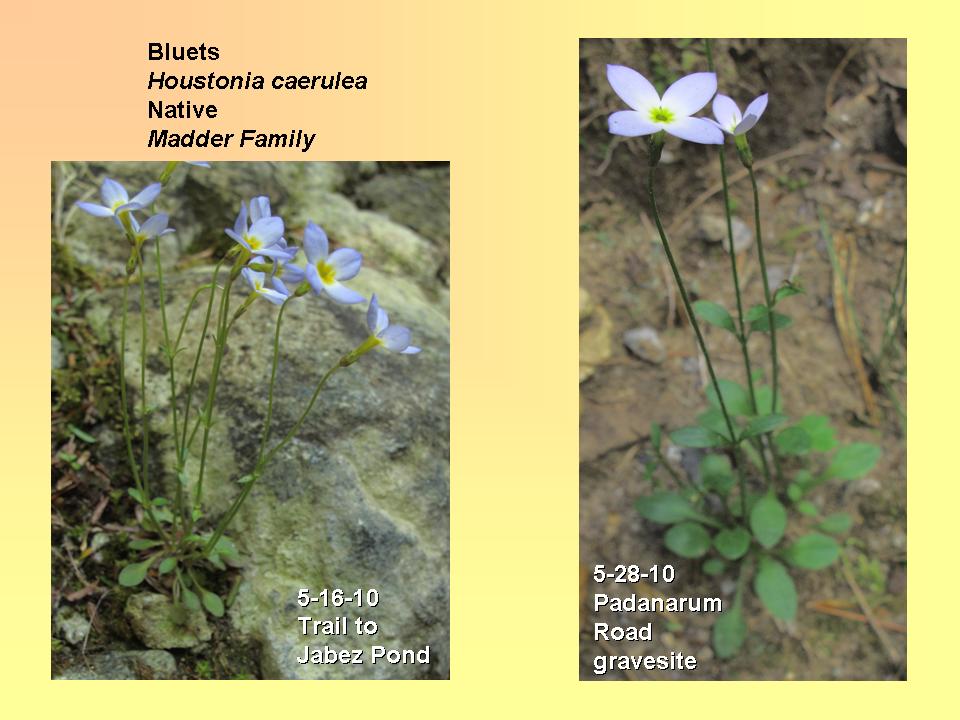 Bluets
Houstonia caerulea
Native
Madder Family
5-16-10
Trail to
Jabez Pond
5-28-10
Padanarum
Road
gravesite